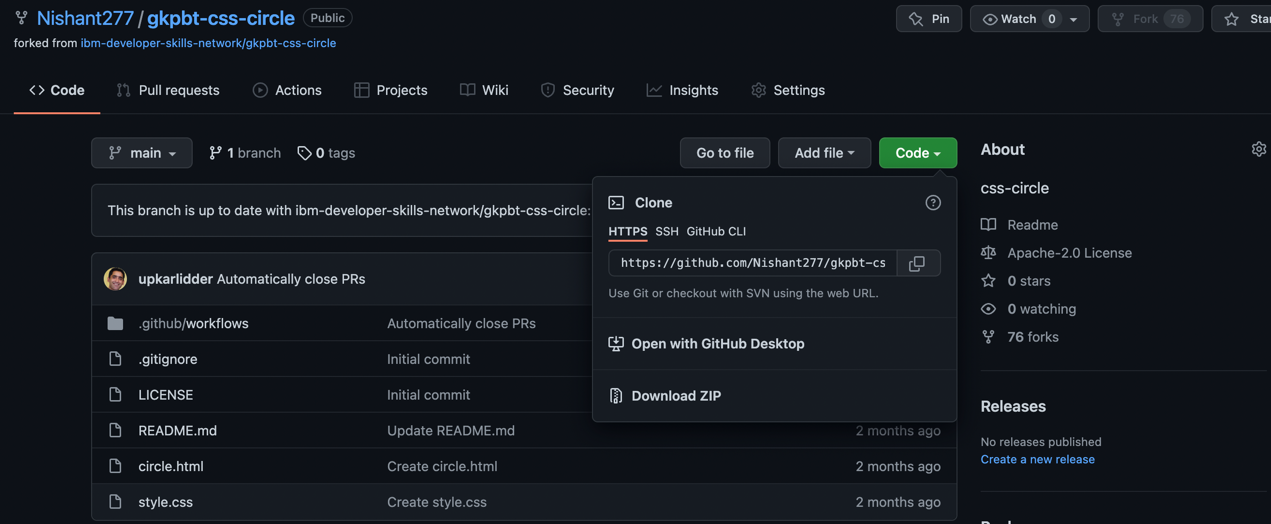 Nishant277 / gkpbt-css-circle Public
Pin Watch 0 Fork 76
forked from ibm-developer-skills-network/gkpbt-css-circle
Code Pull requests Actions Projects Wiki Security Insights Settings
main 1 branch 0 tags Go to file Add file Code
About
css-circle
Readme
Apache-2.0 License
0 stars
0 watching
76 forks
Releases
No releases published
Create a new release
This branch is up to date with ibm-developer-skills-network/gkpbt-css-circle:
Clone
HTTPS SSH GitHub CLI
https://github.com/Nishant277/gkpbt-cs
Use Git or checkout with SVN using the web URL.
Open with GitHub Desktop
Download ZIP
upkarlidder Automatically close PRs
.github/workflows Automatically close PRs
.gitignore Initial commit
LICENSE Initial commit
README.md Update README.md 2 months ago
circle.html Create circle.html 2 months ago
style.css Create style.css 2 months ago